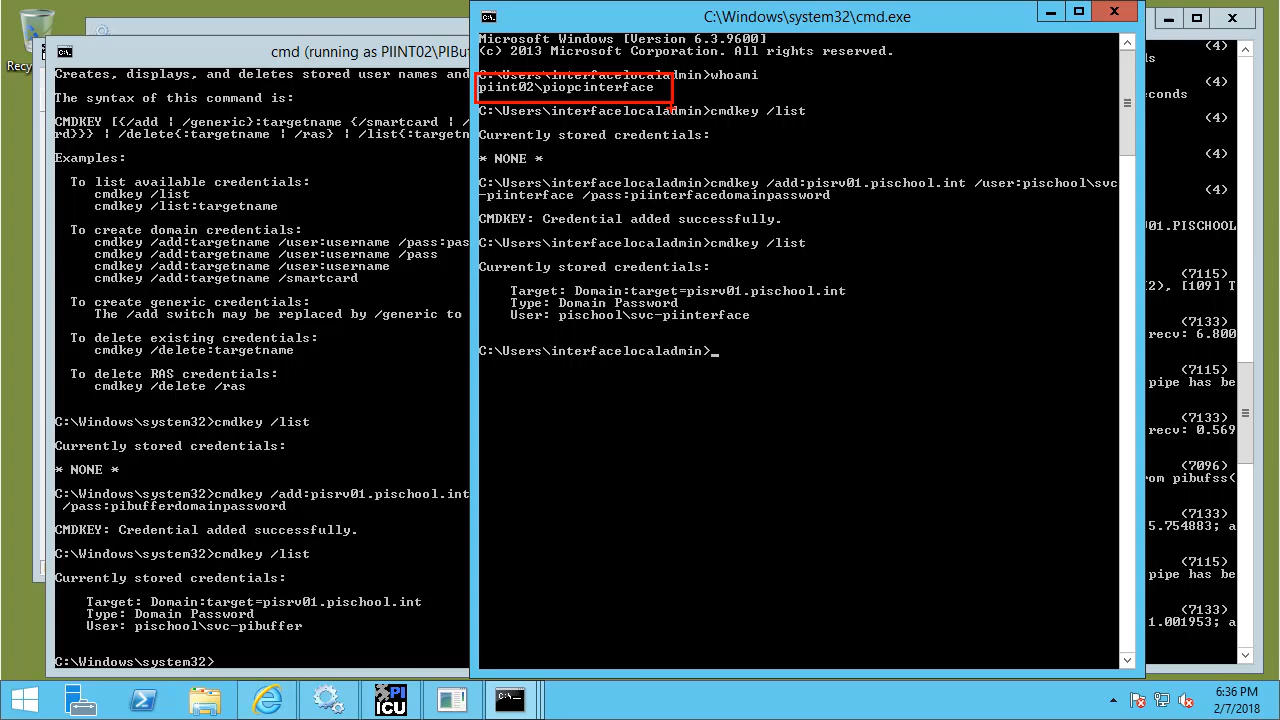 Recy
cmd (running as PIINT02\PIBu
Creates, displays, and deletes stored user names and
The syntax of this command is:
CMDKEY [{/add | /generic}:targetname {/smartcard | /
rd}}} | /delete{:targetname | /ras} | /list{:targetn
Examples:
To list available credentials:
cmdkey /list
cmdkey /list:targetname
To create domain credentials:
cmdkey /add:targetname /user:username /pass:pas
cmdkey /add:targetname /user:username /pass
cmdkey /add:targetname /user:username
cmdkey /add:targetname /smartcard
To create generic credentials:
The /add switch may be replaced by /generic to
To delete existing credentials:
cmdkey /delete:targetname
To delete RAS credentials:
cmdkey /delete /ras
C:\Windows\system32>cmdkey /list
Currently stored credentials:
* NONE *
C:\Windows\system32>cmdkey /add:pisrv01.pischool.int
/pass:pibufferdomainpassword
CMDKEY: Credential added successfully.
C:\Windows\system32>cmdkey /list
Currently stored credentials:
Target: Domain:target=pisrv01.pischool.int
Type: Domain Password
User: pischool\svc-pibuffer
C:\Windows\system32>
C:\Windows\system32\cmd.exe
Microsoft Windows [Version 6.3.9600]
(c) 2013 Microsoft Corporation. All rights reserved.
C:\Users\interfacelocaladmin>whoami
piint02\piopcinterface
C:\Users\interfacelocaladmin>cmdkey /list
Currently stored credentials:
* NONE *
C:\Users\interfacelocaladmin>cmdkey /add:pisrv01.pischool.int /user:pischool\svc
-piinterface /pass:piinterfacedomainpassword
CMDKEY: Credential added successfully.
C:\Users\interfacelocaladmin>cmdkey /list
Currently stored credentials:
Target: Domain:target=pisrv01.pischool.int
Type: Domain Password
User: pischool\svc-piinterface
C:\Users\interfacelocaladmin>_
(4)
(4)
econds
(4)
(4)
(4)
01.PISCHOOL
(7115)
2), [109] T
(7133)
recv: 6.800
(7115)
pipe has be
(7133)
recv: 0.569
(7096)
om pibufss(
(7133)
5.754883; a
(7115)
pipe has be
(7133)
1.001953; a
PI
ICU
6:36 PM
2/7/2018